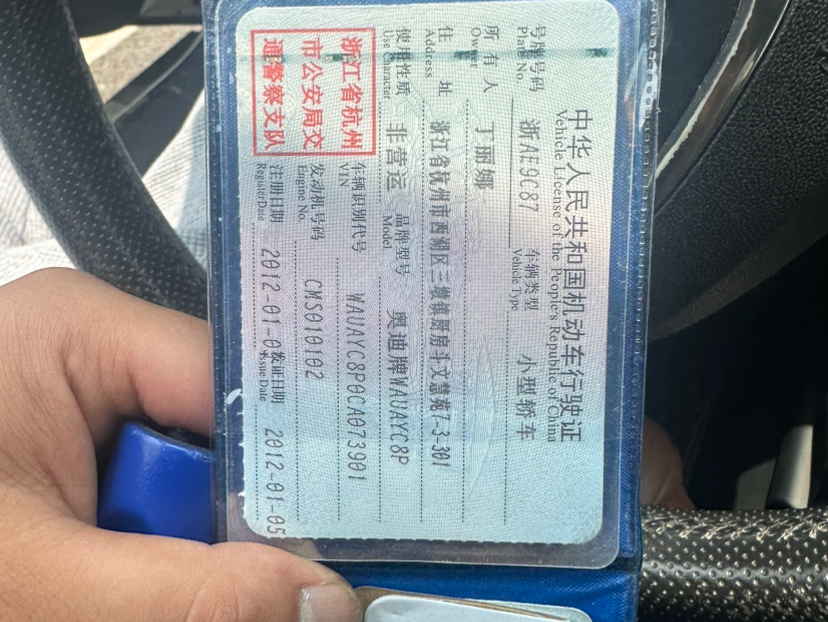 中华人民共和国机动车行驶证
Vehicle License of the People's Republic of China
号牌号码 浙AE9C87 车辆类型 小型轿车
Plate No. Vehicle Type
所有人 丁丽娜
Owner
住址 浙江省杭州市西湖区三墩镇厨房斗文慧苑7-3-301
Address
使用性质 非营运 品牌型号 奥迪牌WAUAYC8P
Use Character Model
浙江省杭州
市公安局交
通警察支队
车辆识别代号 WAUAYC8P0CA073901
VIN
发动机号码 CMS010102
Engine No.
注册日期 2012-01-0 发证日期 2012-01-05
Register Date Issue Date